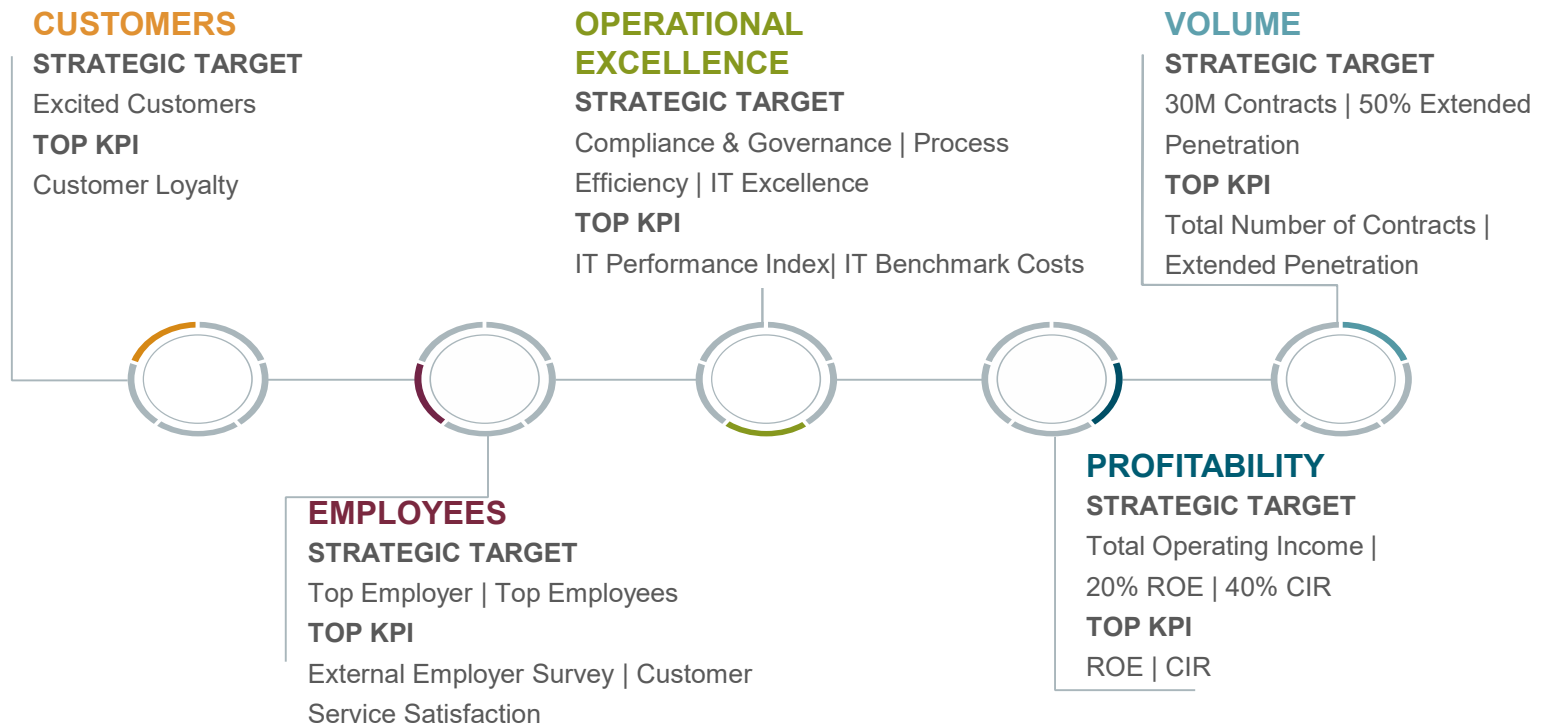 CUSTOMERS
STRATEGIC TARGET
Excited Customers
TOP KPI
Customer Loyalty
OPERATIONAL
EXCELLENCE
STRATEGIC TARGET
Compliance & Governance | Process
Efficiency | IT Excellence
TOP KPI
IT Performance Index| IT Benchmark Costs
VOLUME
STRATEGIC TARGET
30M Contracts | 50% Extended
Penetration
TOP KPI
Total Number of Contracts |
Extended Penetration
EMPLOYEES
STRATEGIC TARGET
Top Employer | Top Employees
TOP KPI
External Employer Survey | Customer
Service Satisfaction
PROFITABILITY
STRATEGIC TARGET
Total Operating Income |
20% ROE | 40% CIR
TOP KPI
ROE | CIR